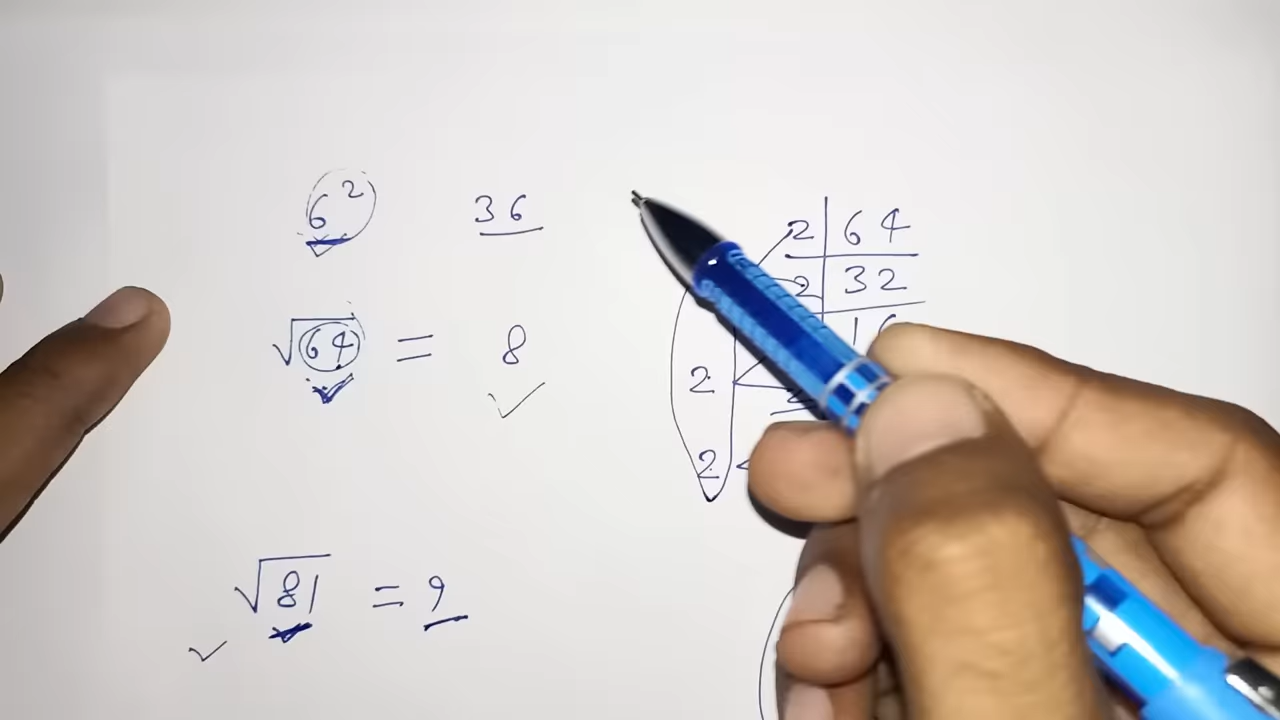 6² 36
√64 = 8
√81 = 9
2 | 64
2 | 32
2
2